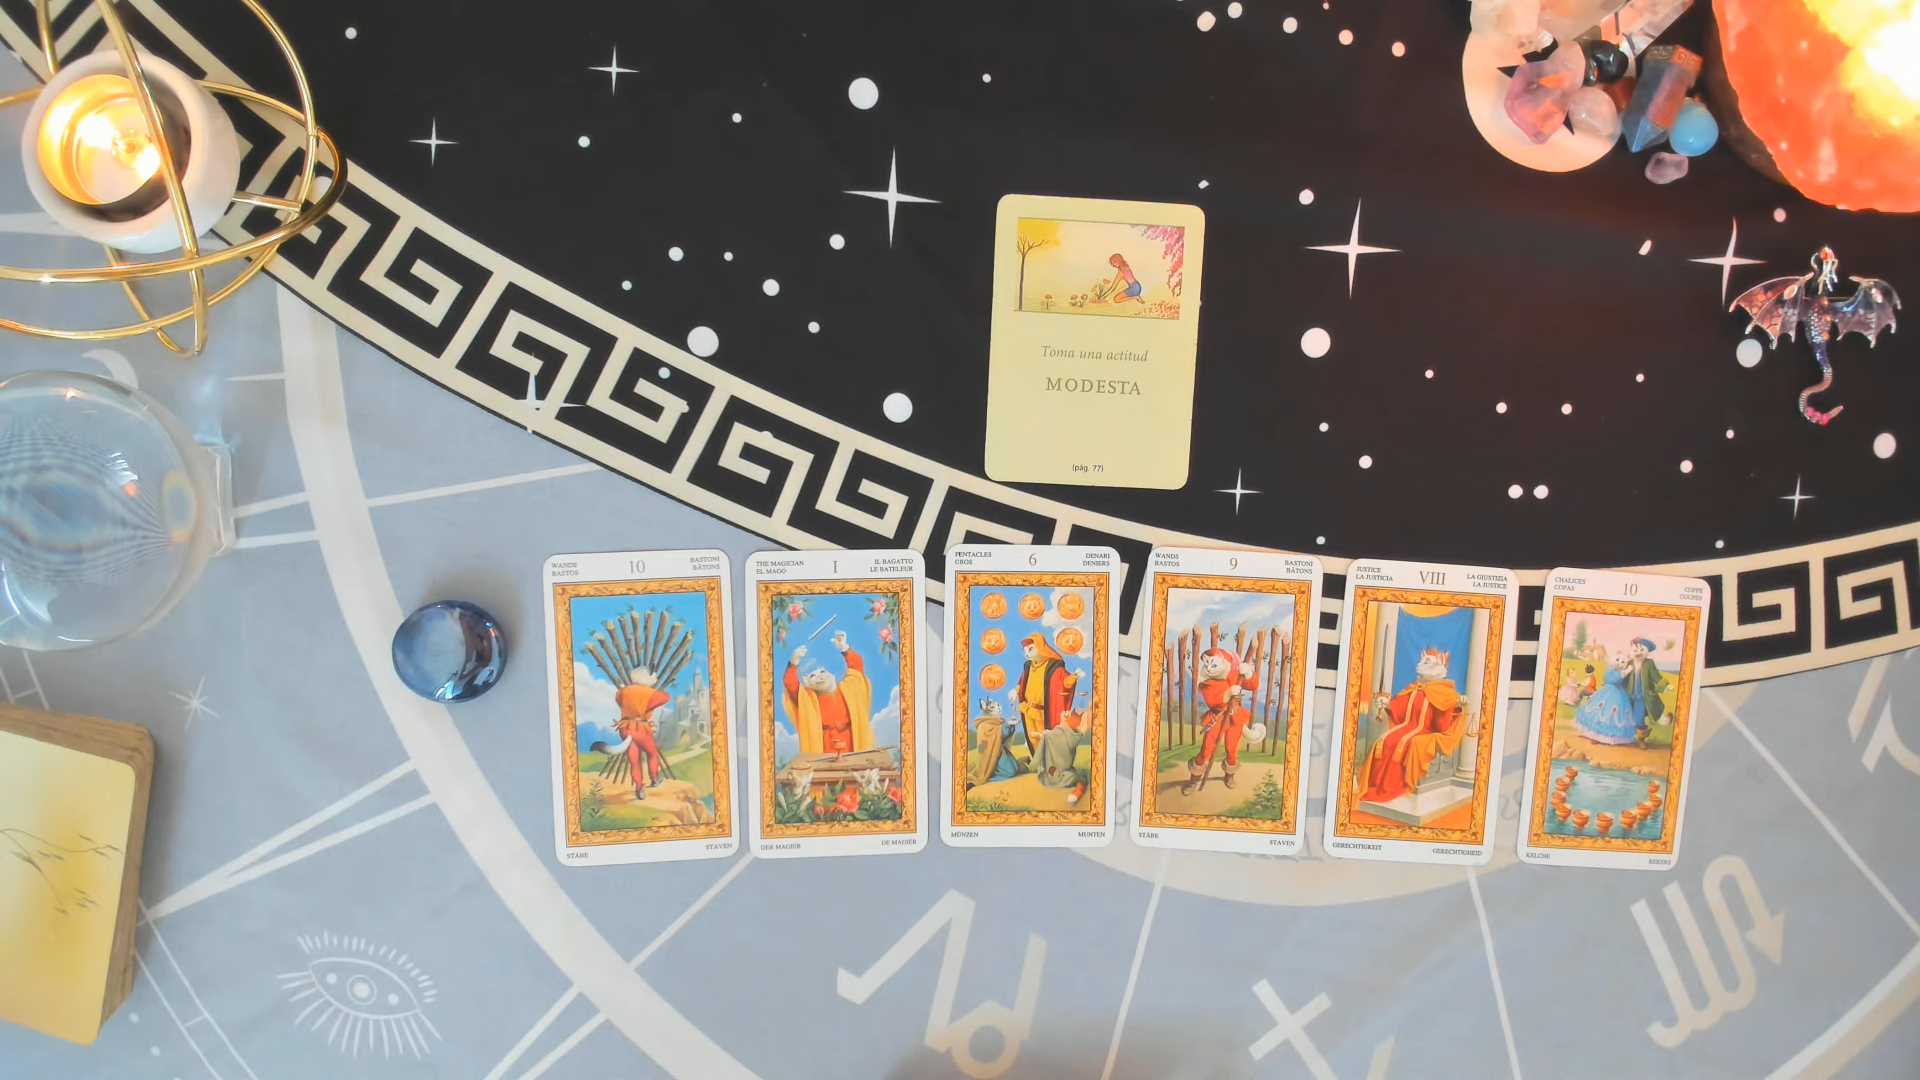 Toma una actitud
MODESTA
(pág. 77)
WANDS
BASTOS
10
BASTONI
BÂTONS
STÄBE
STAVEN
THE MAGICIAN
EL MAGO
I
IL BAGATTO
LE BATELEUR
DER MAGIER
DE MAGIËR
PENTACLES
OROS
6
DENARI
DENIERS
MÜNZEN
MUNTEN
WANDS
BASTOS
9
BASTONI
BÂTONS
STÄBE
STAVEN
JUSTICE
LA JUSTICIA
VIII
LA GIUSTIZIA
LA JUSTICE
GERECHTIGKEIT
GERECHTIGHEID
CHALICES
COPAS
10
COPPE
COUPES
KELCHE
BEKERS